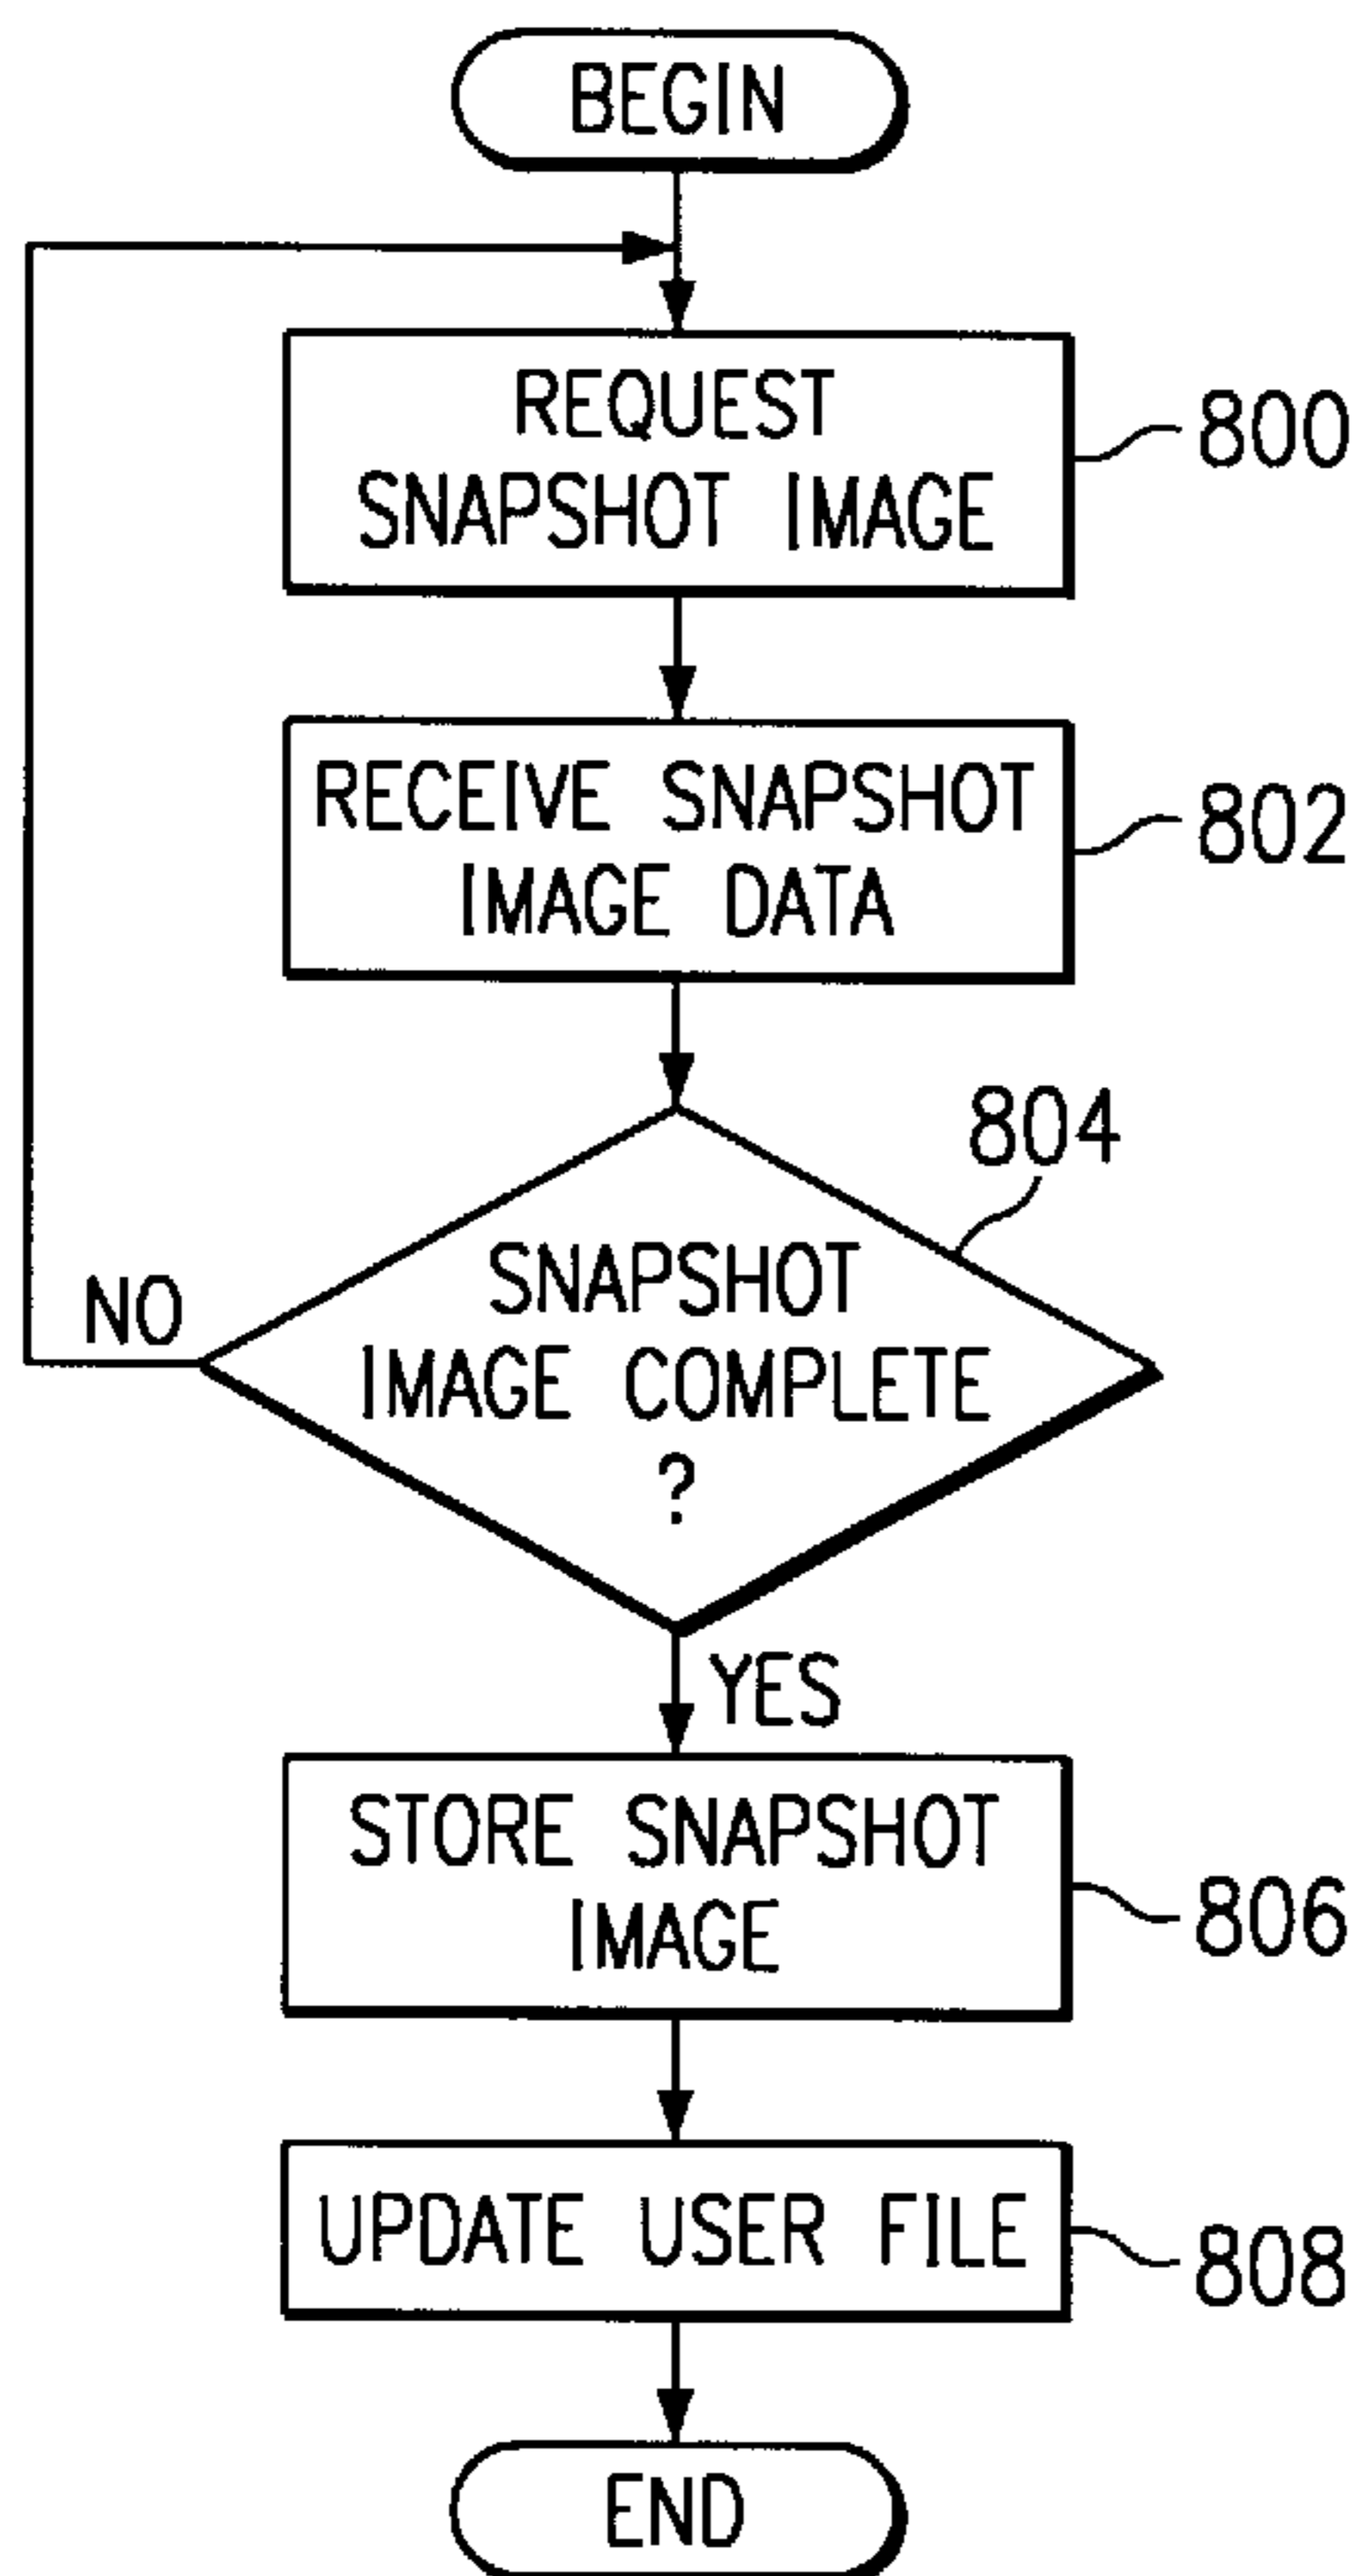 BEGIN
REQUEST
SNAPSHOT IMAGE
800
RECEIVE SNAPSHOT
IMAGE DATA
802
804
SNAPSHOT
IMAGE COMPLETE
?
NO
YES
STORE SNAPSHOT
IMAGE
806
UPDATE USER FILE
808
END